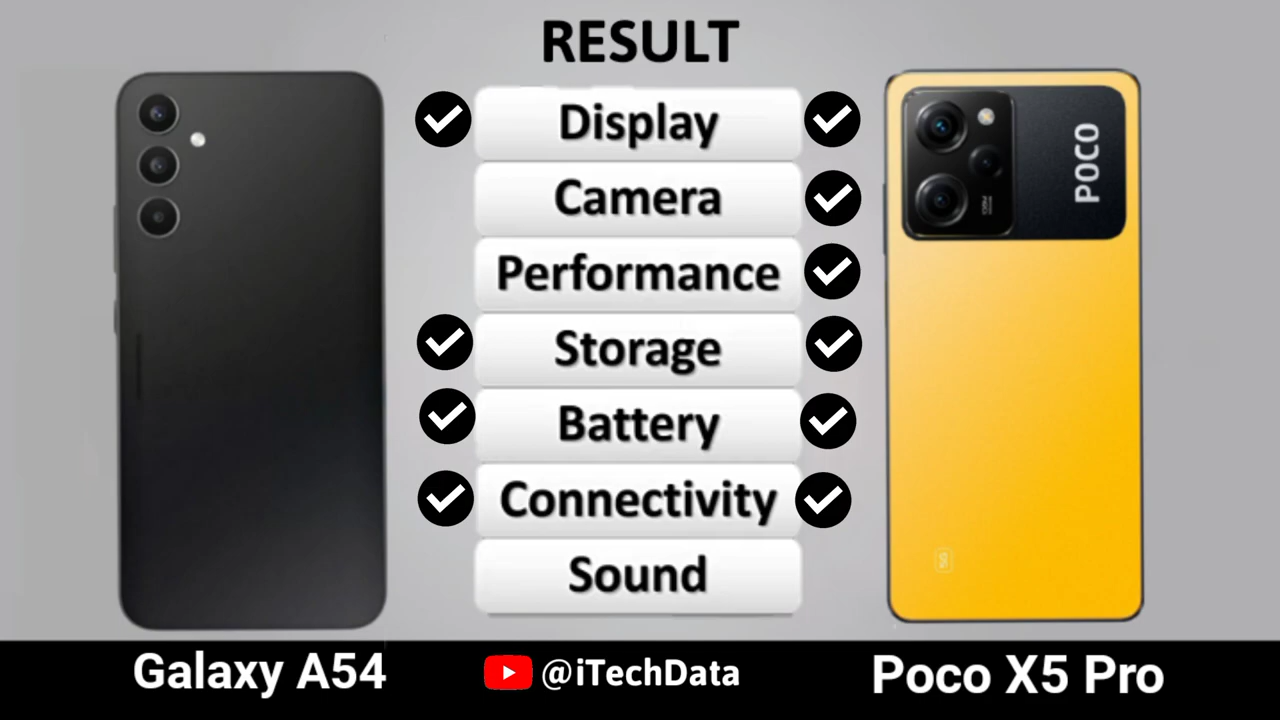 RESULT
Display
Camera
Performance
Storage
Battery
Connectivity
Sound
POCO
Galaxy A54
@iTechData
Poco X5 Pro